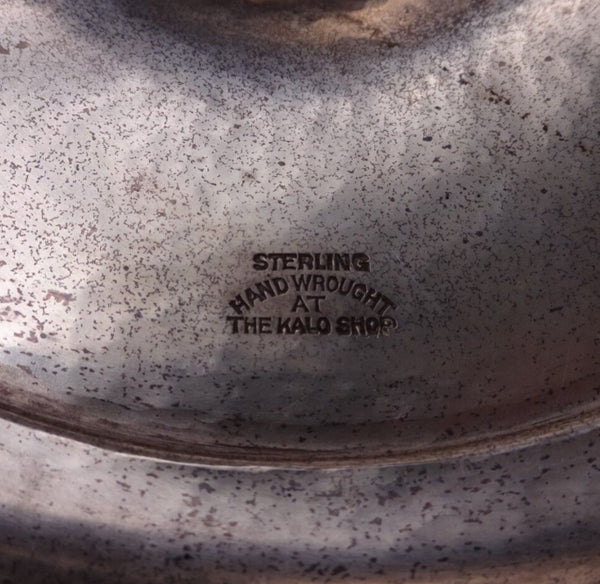 STERLING
HAND WROUGHT
AT
THE KALO SHOP